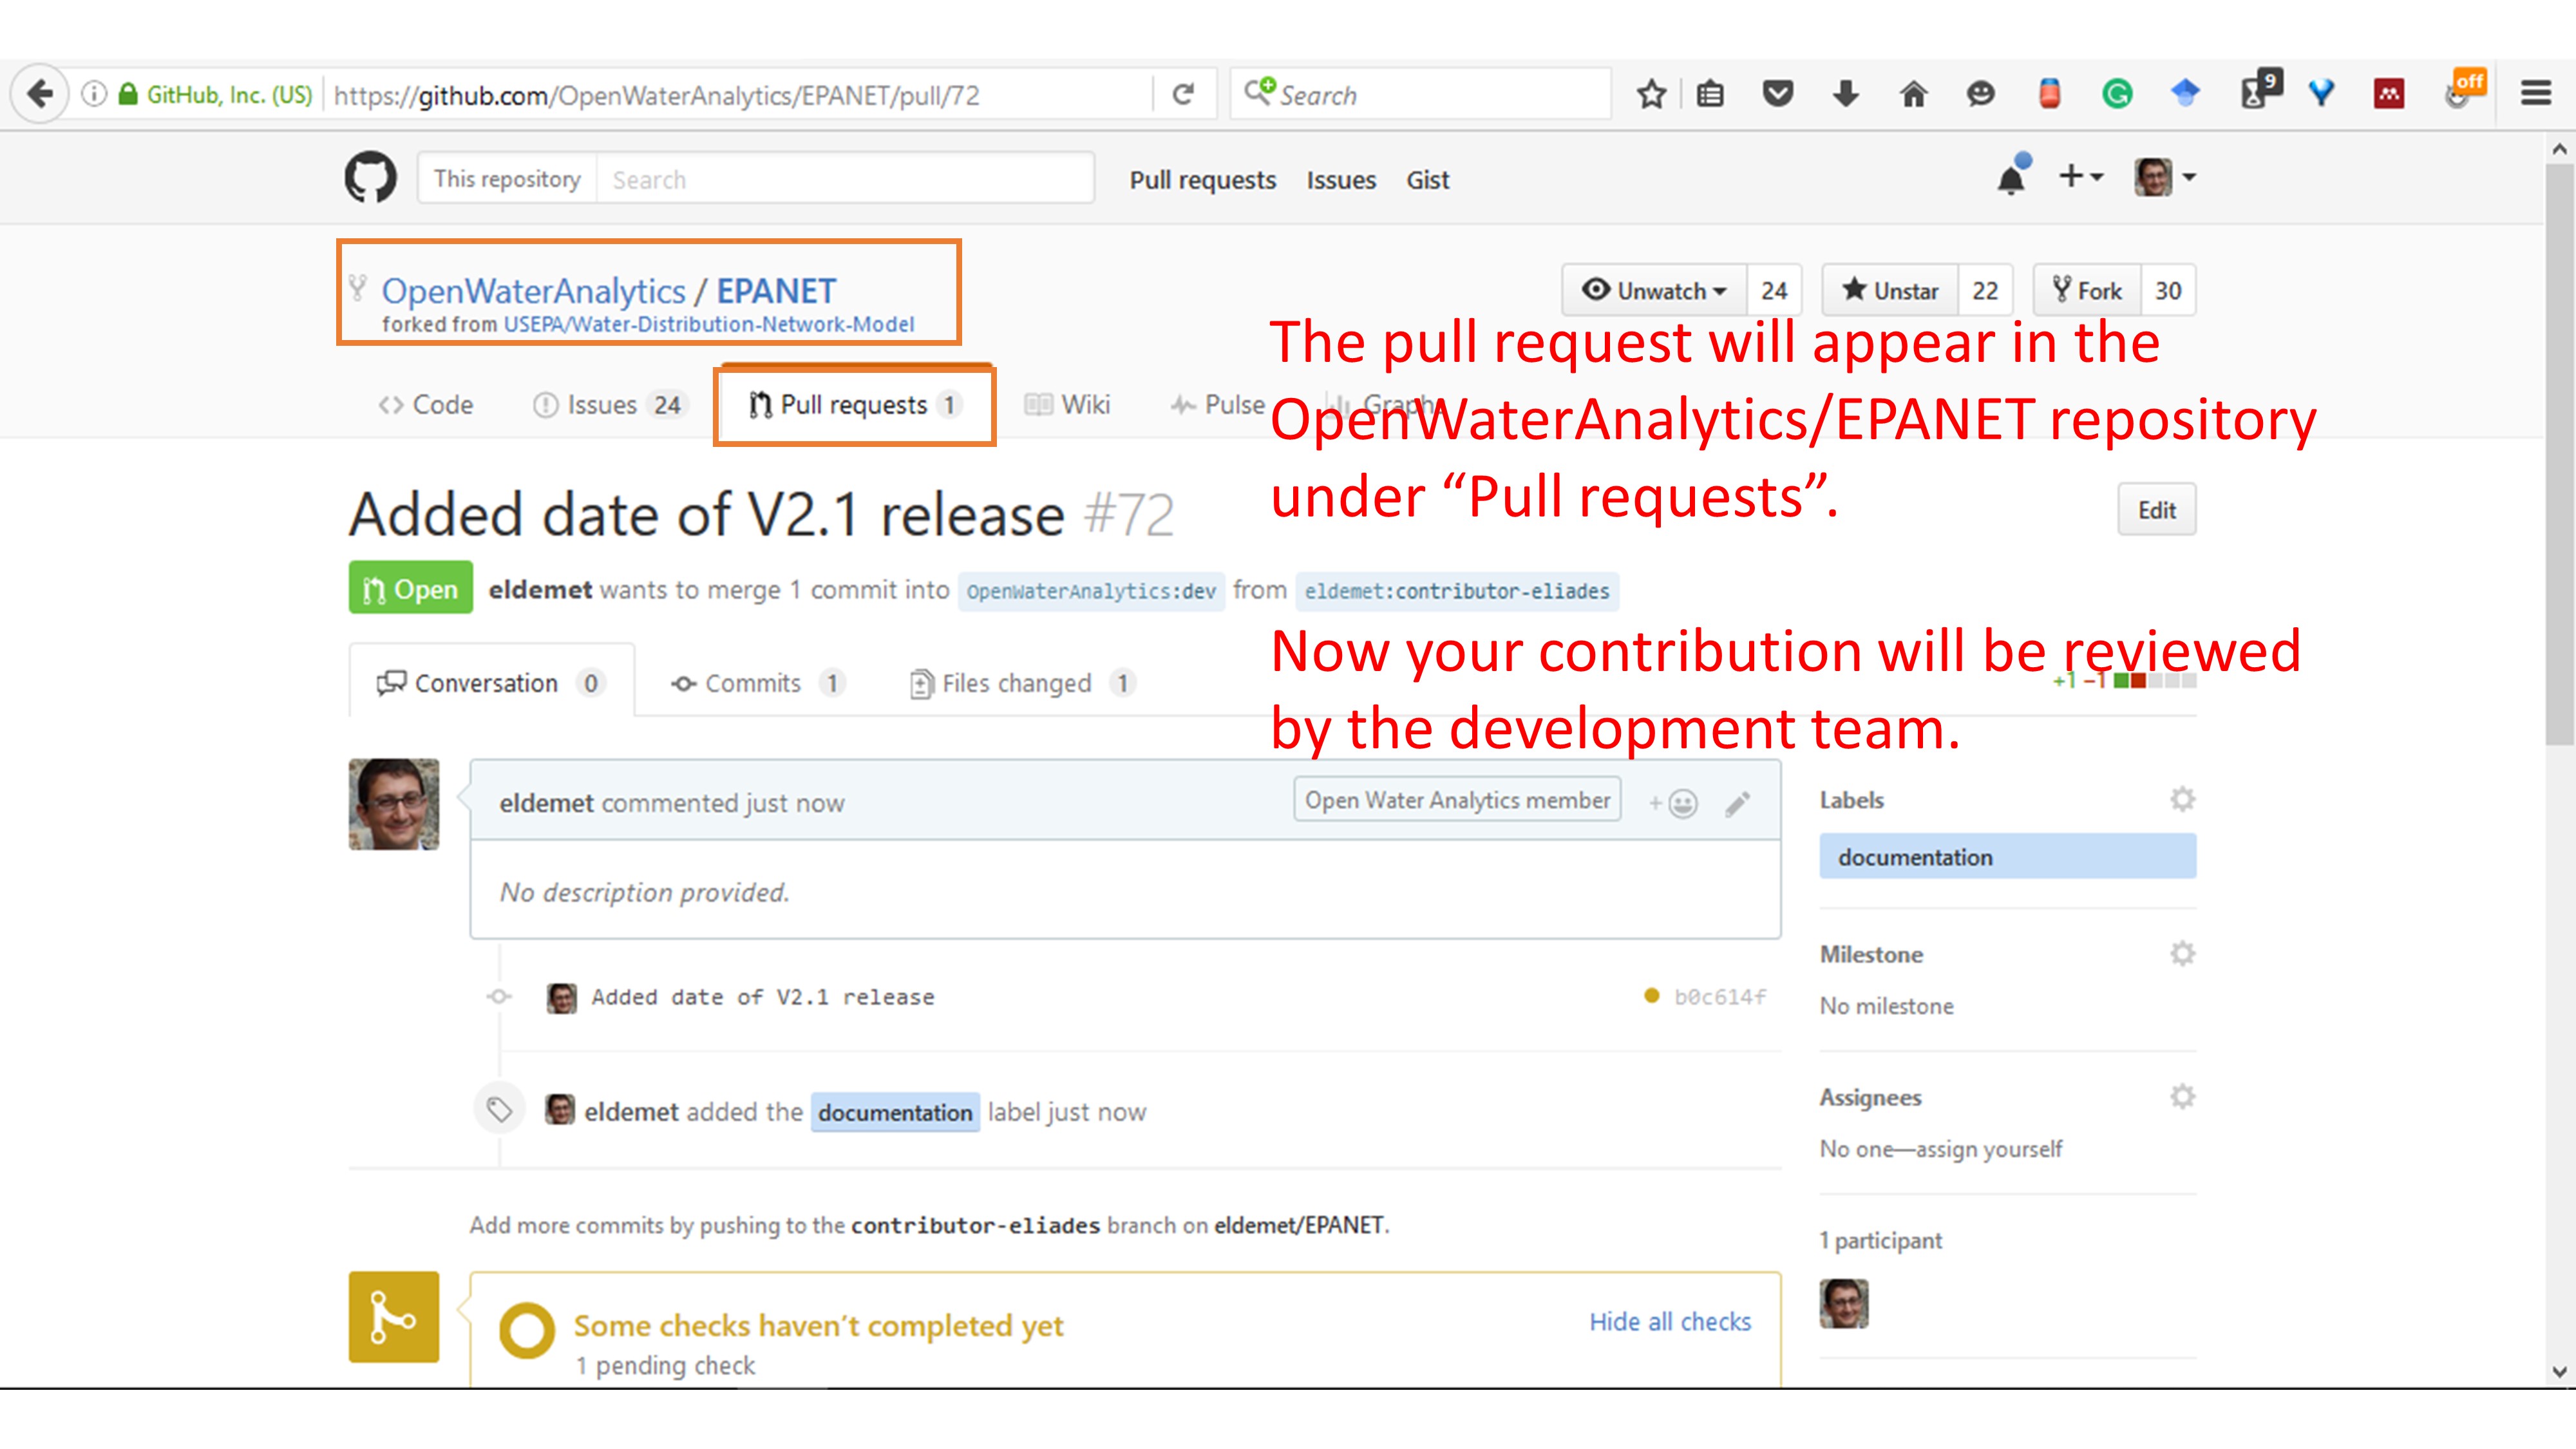 GitHub, Inc. (US) https://github.com/OpenWaterAnalytics/EPANET/pull/72 Search 9 off
This repository Search Pull requests Issues Gist
OpenWaterAnalytics / EPANET Unwatch 24 Unstar 22 Fork 30
forked from USEPA/Water-Distribution-Network-Model
The pull request will appear in the
OpenWaterAnalytics/EPANET repository
under “Pull requests”.
Code Issues 24 Pull requests 1 Wiki Pulse Graphs
Added date of V2.1 release #72 Edit
Open eldemet wants to merge 1 commit into OpenWaterAnalytics:dev from eldemet:contributor-eliades
Now your contribution will be reviewed
by the development team.
Conversation 0 Commits 1 Files changed 1 +1 −1
eldemet commented just now Open Water Analytics member +
No description provided.
Added date of V2.1 release b0c614f
eldemet added the documentation label just now
Add more commits by pushing to the contributor-eliades branch on eldemet/EPANET.
Some checks haven’t completed yet Hide all checks
1 pending check
Labels
documentation
Milestone
No milestone
Assignees
No one—assign yourself
1 participant